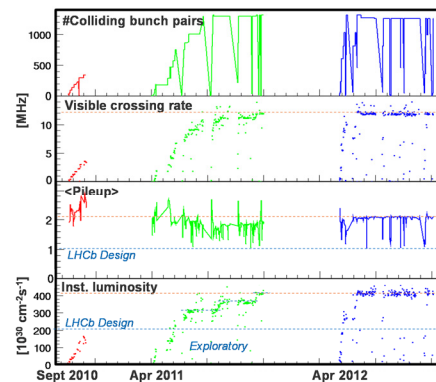 #Colliding bunch pairs
1000
500
0
Visible crossing rate
[MHz]
10
5
0
<Pileup>
3
2
1
LHCb Design
0
Inst. luminosity
[10³⁰ cm⁻²s⁻¹]
400
300
LHCb Design
200
100
Exploratory
0
Sept 2010 Apr 2011 Apr 2012